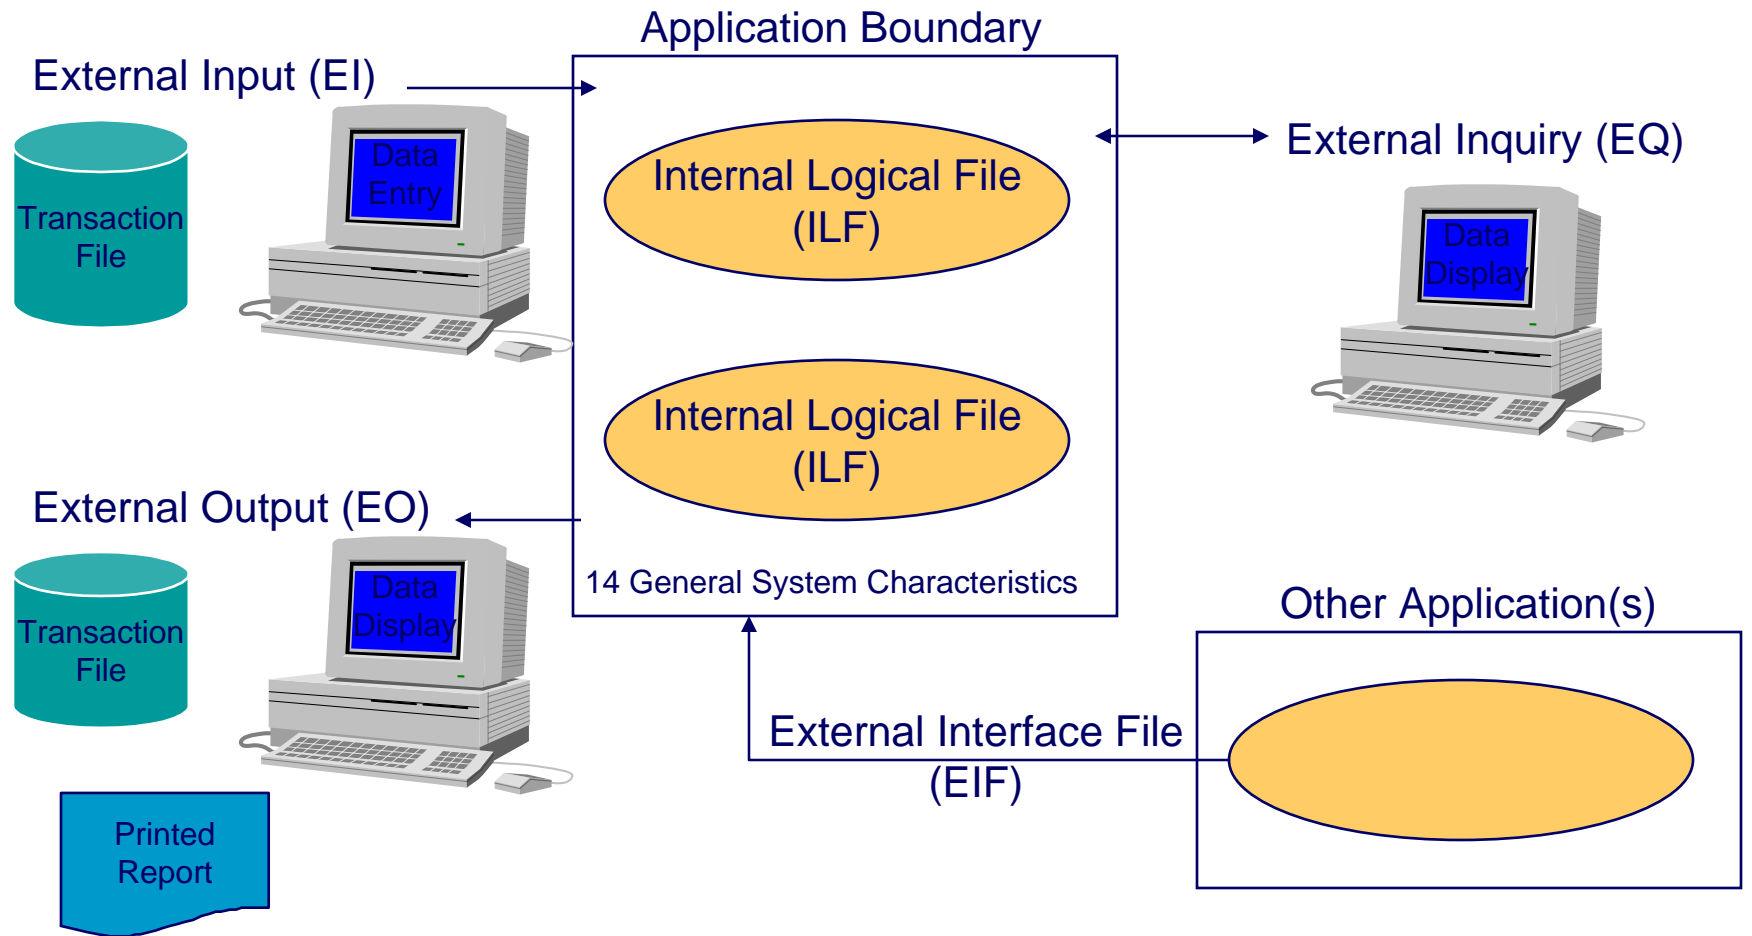 Application Boundary
External Input (EI)
Transaction
File
Data
Entry
Internal Logical File
(ILF)
External Inquiry (EQ)
Data
Display
Internal Logical File
(ILF)
External Output (EO)
Transaction
File
Data
Display
14 General System Characteristics
Other Application(s)
External Interface File
(EIF)
Printed
Report